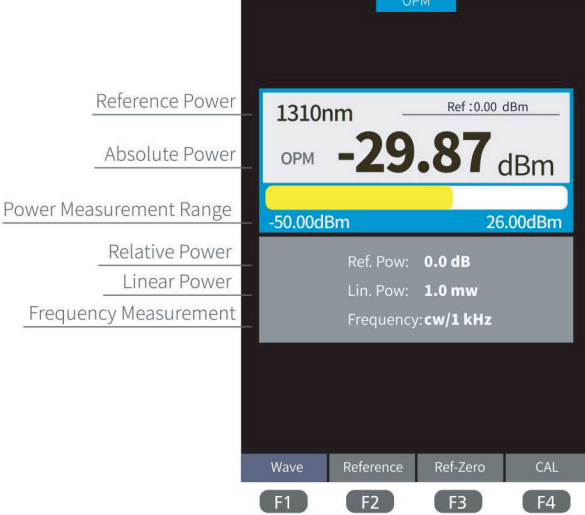 OPM
Reference Power
1310nm
Ref :0.00 dBm
Absolute Power
OPM
-29.87 dBm
Power Measurement Range
-50.00dBm
26.00dBm
Relative Power
Ref. Pow: 0.0 dB
Linear Power
Lin. Pow: 1.0 mw
Frequency Measurement
Frequency:cw/1 kHz
Wave
Reference
Ref-Zero
CAL
F1
F2
F3
F4